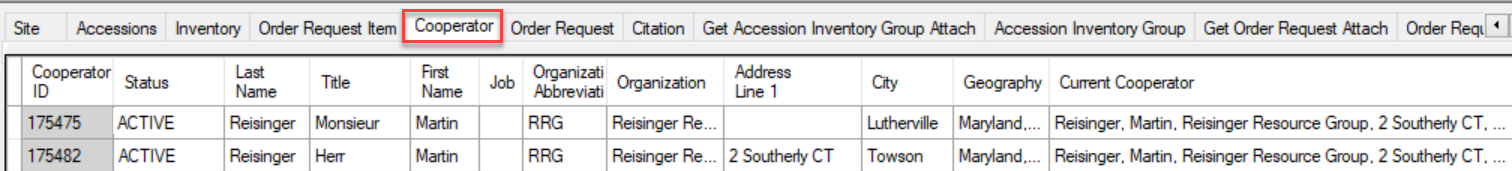 Site Accessions Inventory Order Request Item Cooperator Order Request Citation Get Accession Inventory Group Attach Accession Inventory Group Get Order Request Attach Order Requ
Cooperator ID Status Last Name Title First Name Job Organizati Abbreviati Organization Address Line 1 City Geography Current Cooperator
175475 ACTIVE Reisinger Monsieur Martin RRG Reisinger Re... Lutherville Maryland,... Reisinger, Martin, Reisinger Resource Group, 2 Southerly CT, ...
175482 ACTIVE Reisinger Herr Martin RRG Reisinger Re... 2 Southerly CT Towson Maryland,... Reisinger, Martin, Reisinger Resource Group, 2 Southerly CT, ...